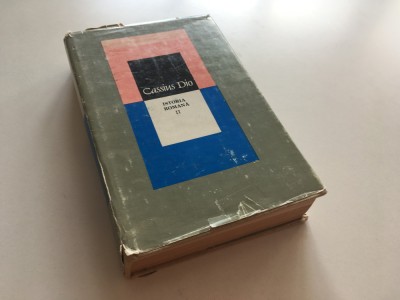 Cassius Dio
ISTORIA
ROMANĂ
II